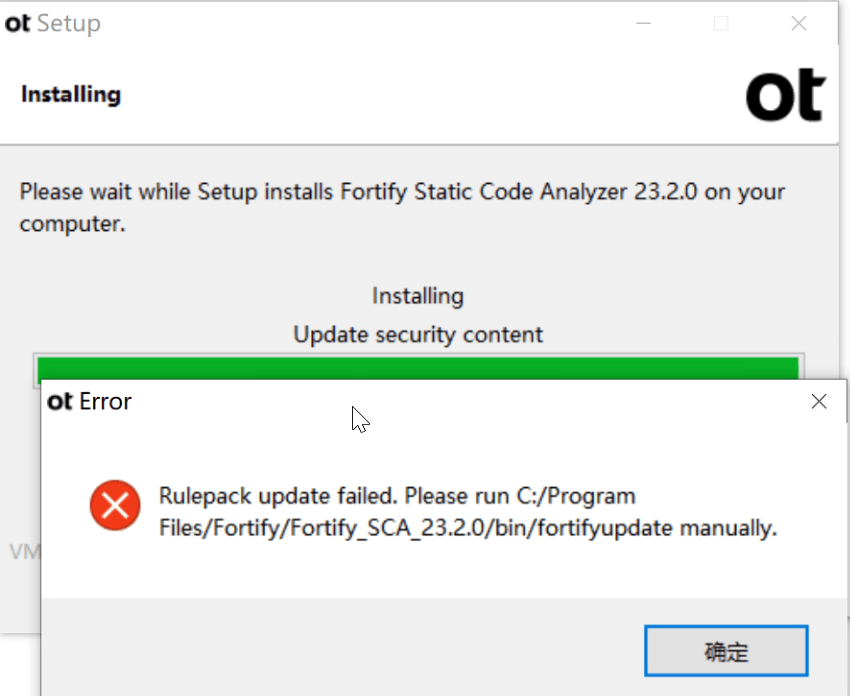 ot Setup
Installing
ot
Please wait while Setup installs Fortify Static Code Analyzer 23.2.0 on your
computer.
Installing
Update security content
ot Error
Rulepack update failed. Please run C:/Program
Files/Fortify/Fortify_SCA_23.2.0/bin/fortifyupdate manually.
VM
确定